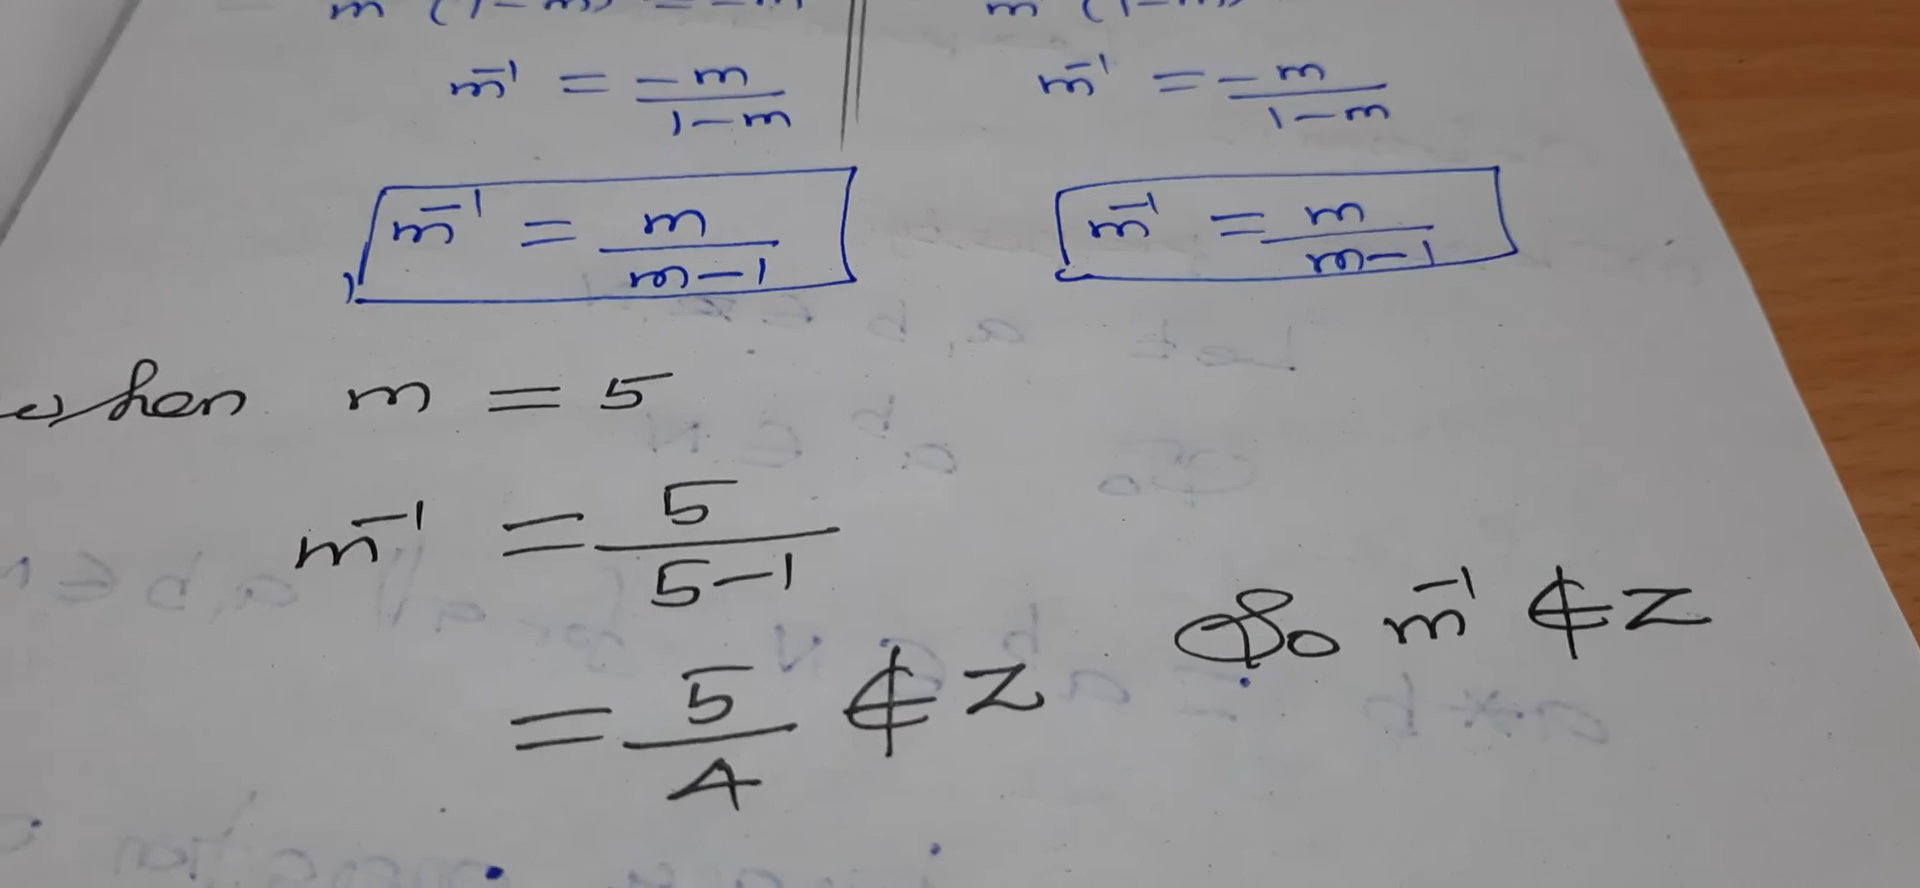 m̄¹ = -m/1-m    m̄¹ = -m/1-m
m̄¹ = m/m-1    m̄¹ = m/m-1
when m = 5
m̄¹ = 5/5-1
= 5/4 ∉ Z    So m̄¹ ∉ Z